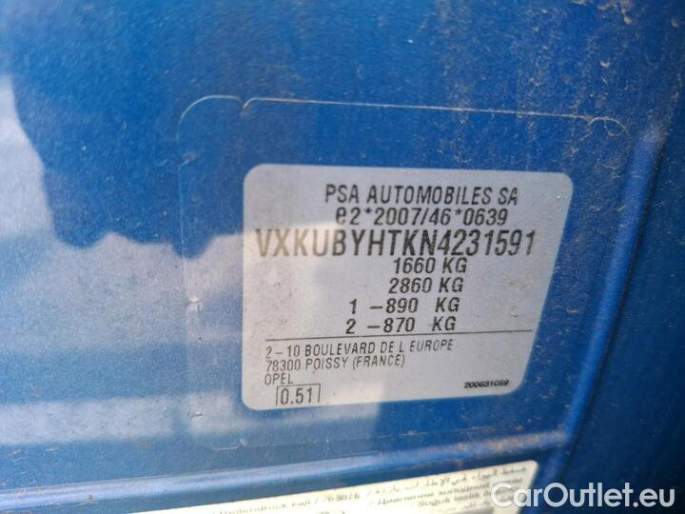 PSA AUTOMOBILES SA
e2*2007/46*0639
VXKUBYHTKN4231591
1660 KG
2860 KG
1 -890 KG
2 -870 KG
2-10 BOULEVARD DE L EUROPE
78300 POISSY (FRANCE)
OPEL
0.51
CarOutlet.eu